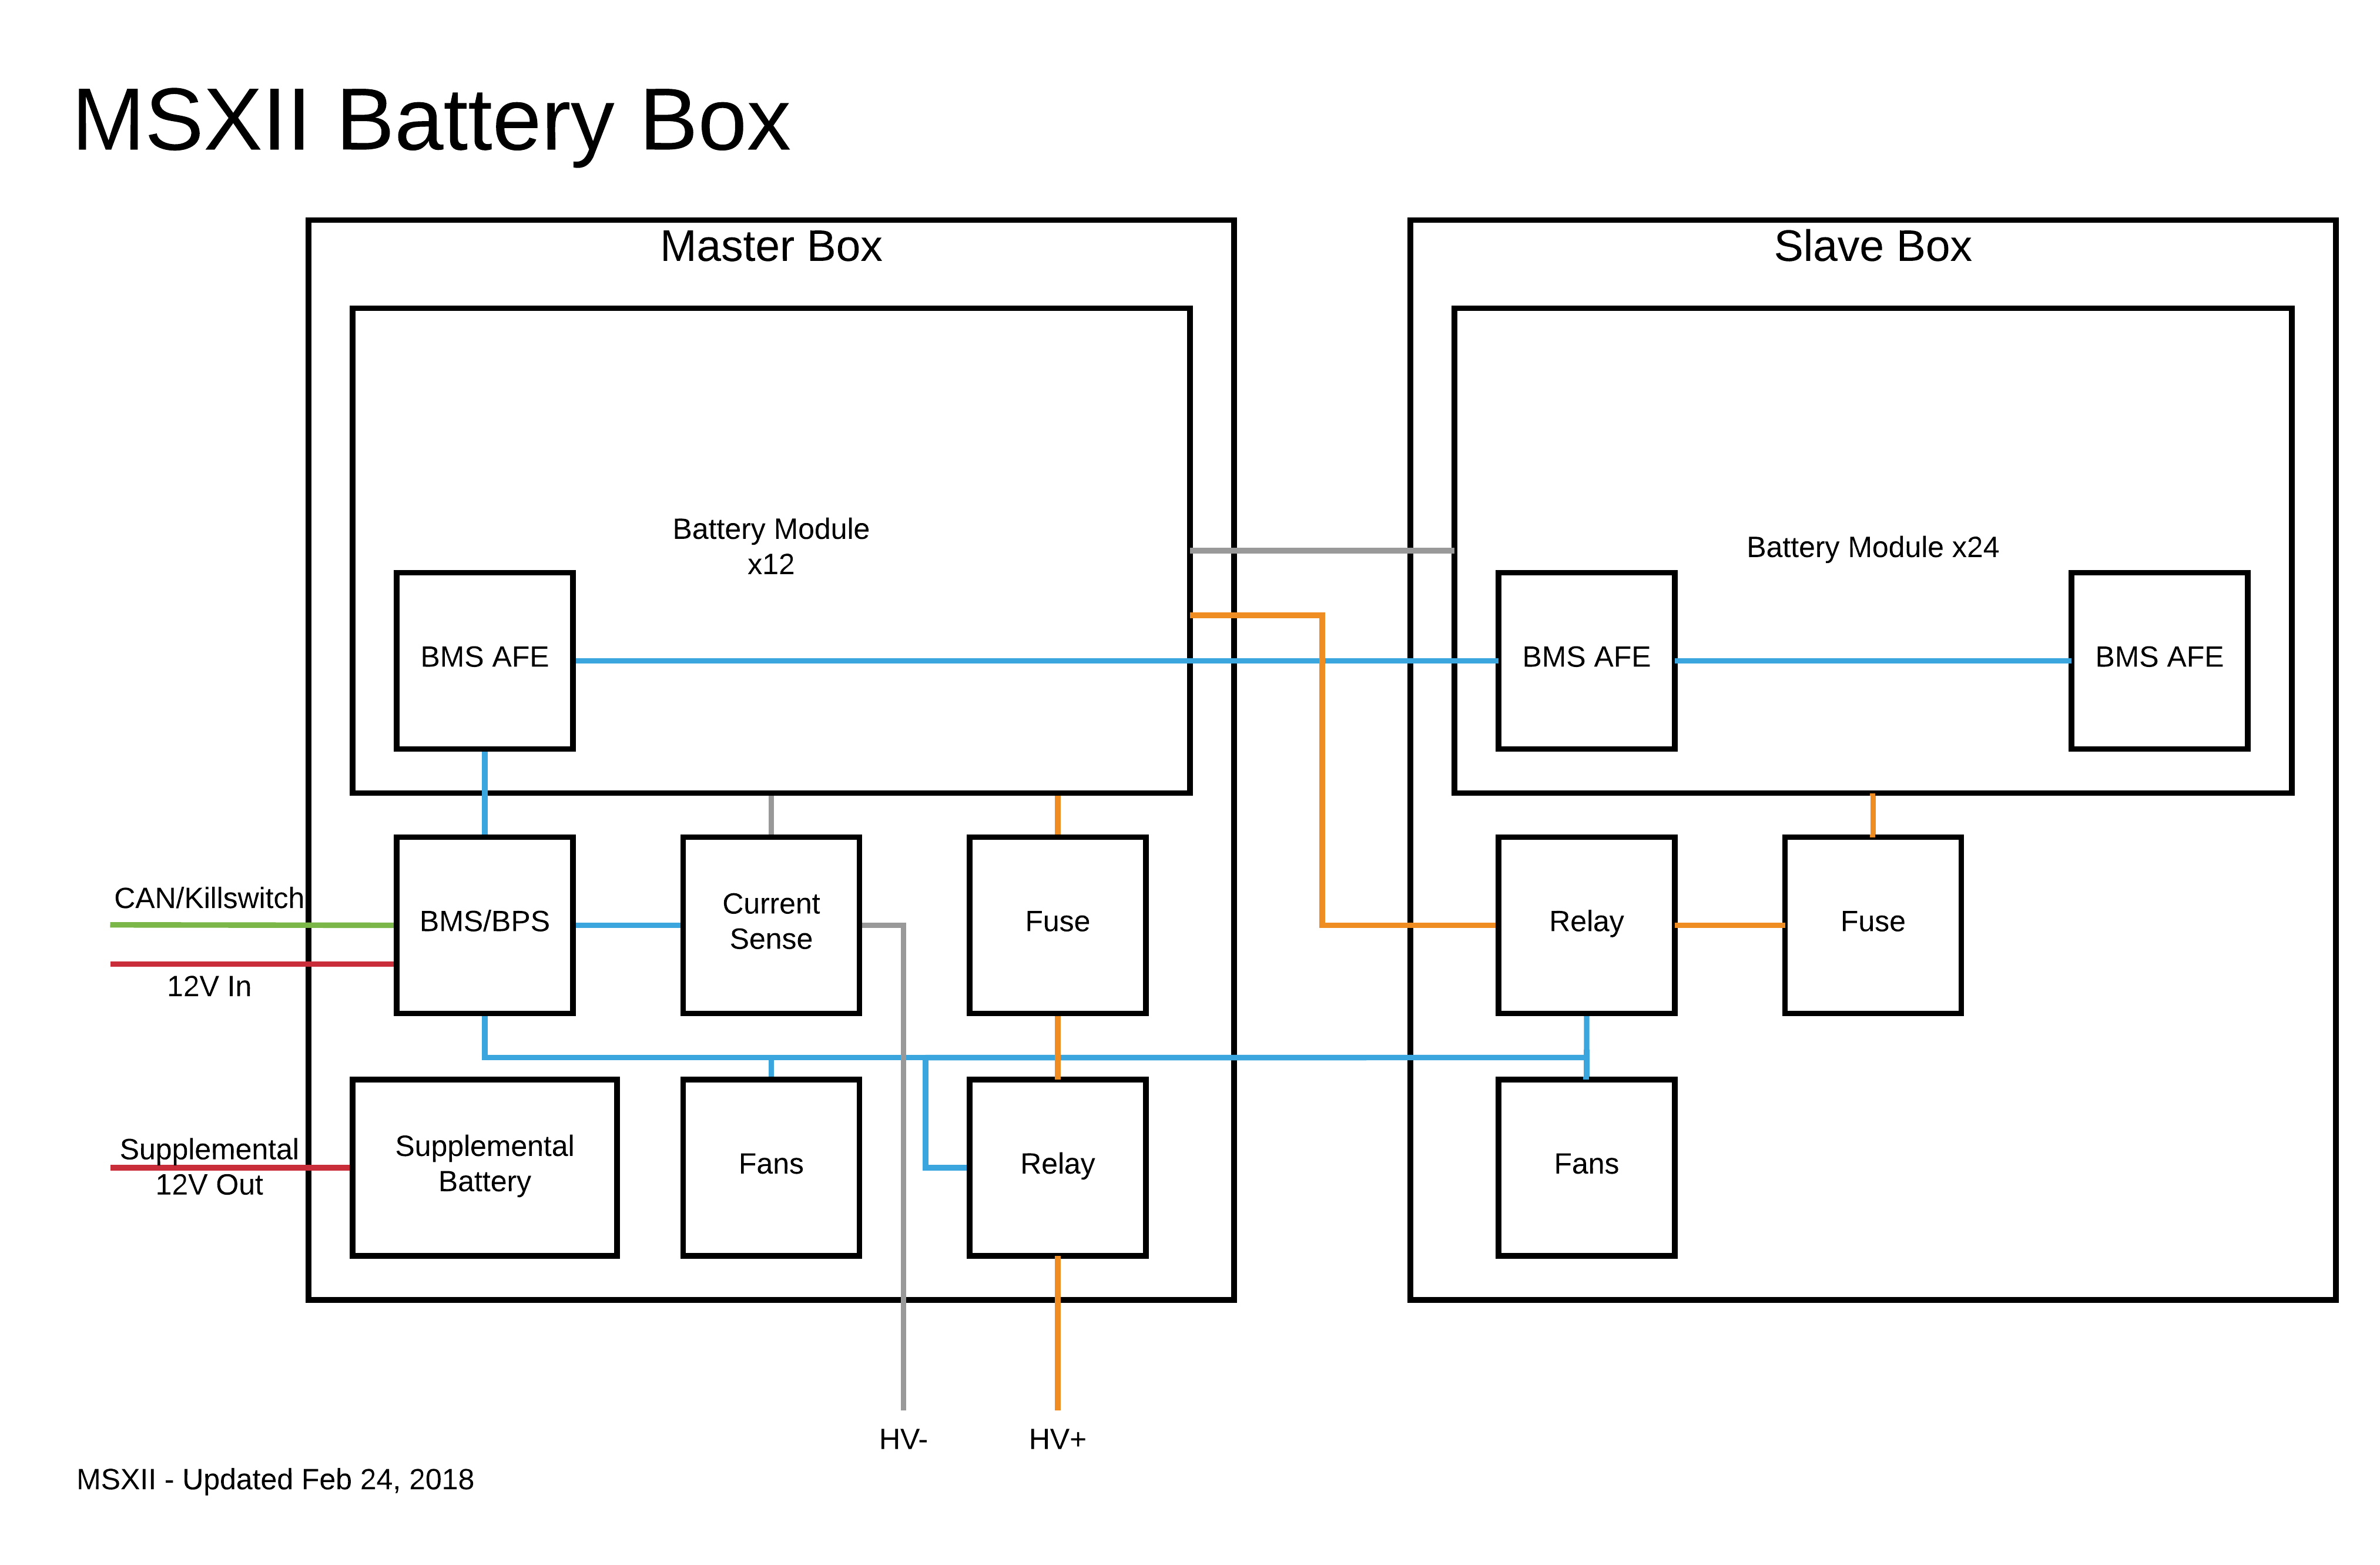 MSXII Battery Box
Master Box
Slave Box
Battery Module
x12
Battery Module x24
BMS AFE
BMS AFE
BMS AFE
CAN/Killswitch
12V In
BMS/BPS
Current
Sense
Fuse
Relay
Fuse
Supplemental
12V Out
Supplemental
Battery
Fans
Relay
Fans
HV-
HV+
MSXII - Updated Feb 24, 2018